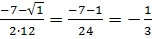 (-7-√1)/(2·12) = (-7-1)/24 = -1/3